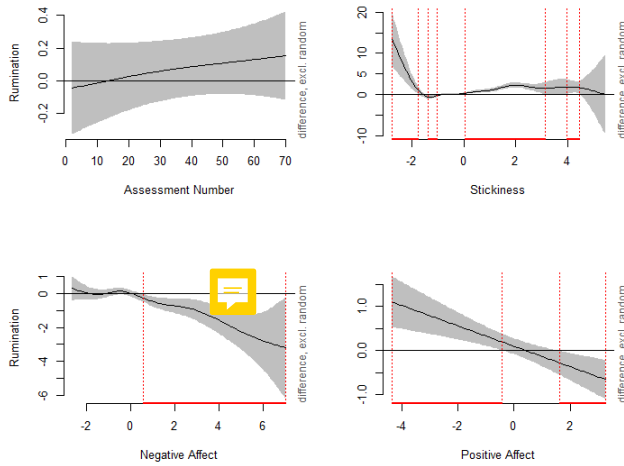 0.4
0.2
0.0
-0.2
Rumination
0 10 20 30 40 50 60 70
Assessment Number
difference, excl. random
20
15
10
5
0
-10
-2 0 2 4
Stickiness
difference, excl. random
1
0
-2
-4
-6
Rumination
-2 0 2 4 6
Negative Affect
difference, excl. random
1.0
0.0
-1.0
-4 -2 0 2
Positive Affect
difference, excl. random